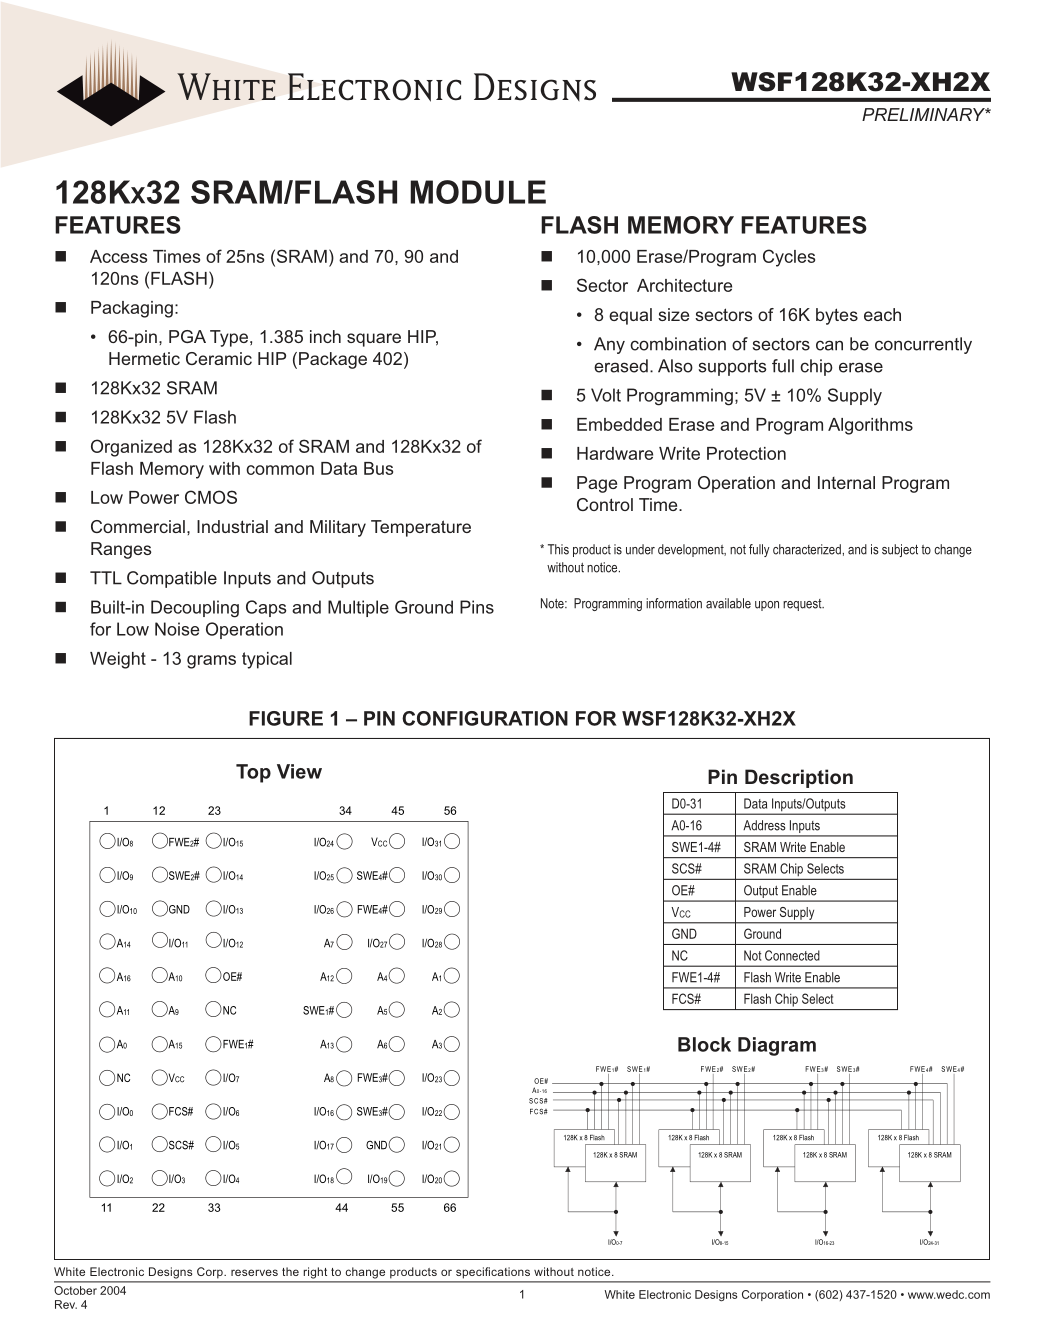 WHITE ELECTRONIC DESIGNS
WSF128K32-XH2X
PRELIMINARY*
128Kx32 SRAM/FLASH MODULE
FEATURES
■ Access Times of 25ns (SRAM) and 70, 90 and
120ns (FLASH)
■ Packaging:
• 66-pin, PGA Type, 1.385 inch square HIP,
Hermetic Ceramic HIP (Package 402)
■ 128Kx32 SRAM
■ 128Kx32 5V Flash
■ Organized as 128Kx32 of SRAM and 128Kx32 of
Flash Memory with common Data Bus
■ Low Power CMOS
■ Commercial, Industrial and Military Temperature
Ranges
■ TTL Compatible Inputs and Outputs
■ Built-in Decoupling Caps and Multiple Ground Pins
for Low Noise Operation
■ Weight - 13 grams typical
FLASH MEMORY FEATURES
■ 10,000 Erase/Program Cycles
■ Sector Architecture
• 8 equal size sectors of 16K bytes each
• Any combination of sectors can be concurrently
erased. Also supports full chip erase
■ 5 Volt Programming; 5V ± 10% Supply
■ Embedded Erase and Program Algorithms
■ Hardware Write Protection
■ Page Program Operation and Internal Program
Control Time.
* This product is under development, not fully characterized, and is subject to change
without notice.
Note: Programming information available upon request.
FIGURE 1 – PIN CONFIGURATION FOR WSF128K32-XH2X
Top View
1 12 23 34 45 56
I/O8 FWE2# I/O15 I/O24 VCC I/O31
I/O9 SWE2# I/O14 I/O25 SWE4# I/O30
I/O10 GND I/O13 I/O26 FWE4# I/O29
A14 I/O11 I/O12 A7 I/O27 I/O28
A16 A10 OE# A12 A4 A1
A11 A9 NC SWE1# A5 A2
A0 A15 FWE1# A13 A6 A3
NC VCC I/O7 A8 FWE3# I/O23
I/O0 FCS# I/O6 I/O16 SWE3# I/O22
I/O1 SCS# I/O5 I/O17 GND I/O21
I/O2 I/O3 I/O4 I/O18 I/O19 I/O20
11 22 33 44 55 66
Pin Description
D0-31 Data Inputs/Outputs
A0-16 Address Inputs
SWE1-4# SRAM Write Enable
SCS# SRAM Chip Selects
OE# Output Enable
VCC Power Supply
GND Ground
NC Not Connected
FWE1-4# Flash Write Enable
FCS# Flash Chip Select
Block Diagram
FWE1# SWE1# FWE2# SWE2# FWE3# SWE3# FWE4# SWE4#
OE#
A0-16
SCS#
FCS#
128K x 8 Flash 128K x 8 Flash 128K x 8 Flash 128K x 8 Flash
128K x 8 SRAM 128K x 8 SRAM 128K x 8 SRAM 128K x 8 SRAM
I/O0-7 I/O8-15 I/O16-23 I/O24-31
White Electronic Designs Corp. reserves the right to change products or specifications without notice.
October 2004
Rev. 4
1
White Electronic Designs Corporation • (602) 437-1520 • www.wedc.com